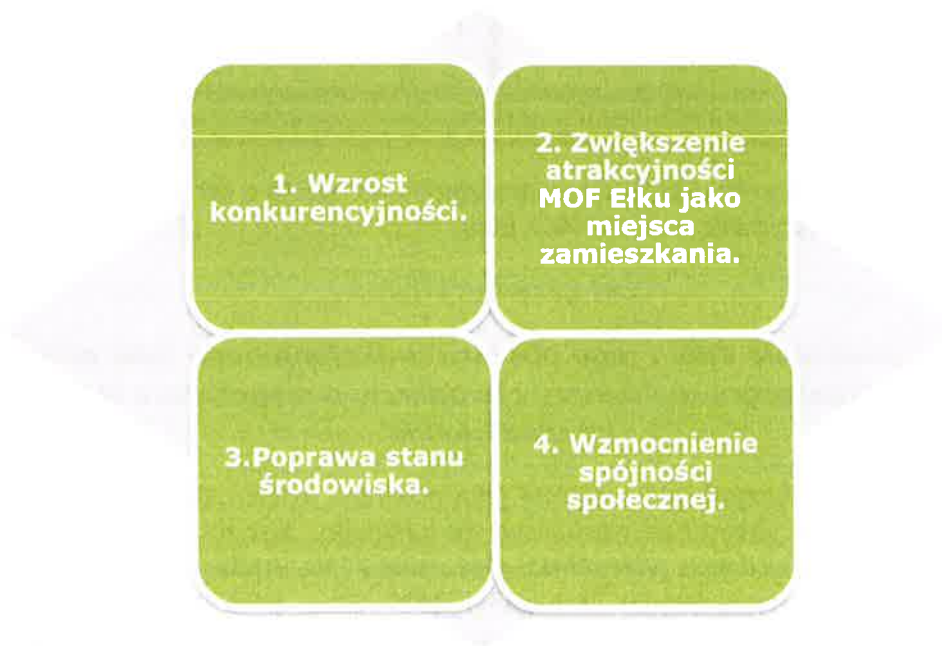 1. Wzrost
konkurencyjności.
2. Zwiększenie
atrakcyjności
MOF Ełku jako
miejsca
zamieszkania.
3.Poprawa stanu
środowiska.
4. Wzmocnienie
spójności
społecznej.